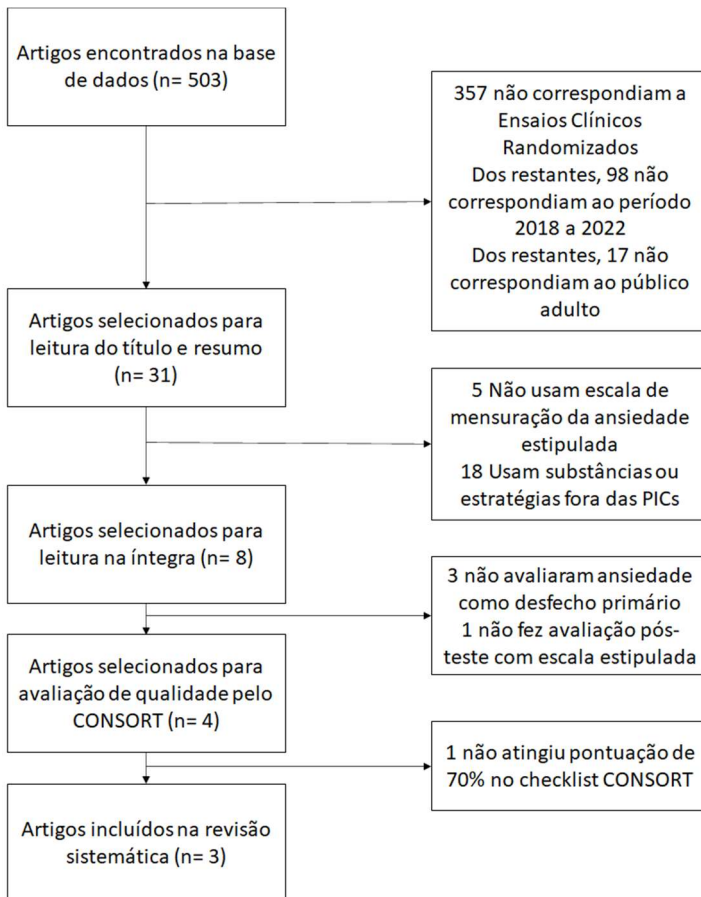 Artigos encontrados na base
de dados (n= 503)
357 não correspondiam a
Ensaios Clínicos
Randomizados
Dos restantes, 98 não
correspondiam ao período
2018 a 2022
Dos restantes, 17 não
correspondiam ao público
adulto
Artigos selecionados para
leitura do título e resumo
(n= 31)
5 Não usam escala de
mensuração da ansiedade
estipulada
18 Usam substâncias ou
estratégias fora das PICs
Artigos selecionados para
leitura na íntegra (n= 8)
3 não avaliaram ansiedade
como desfecho primário
1 não fez avaliação pós-
teste com escala estipulada
Artigos selecionados para
avaliação de qualidade pelo
CONSORT (n= 4)
1 não atingiu pontuação de
70% no checklist CONSORT
Artigos incluídos na revisão
sistemática (n= 3)